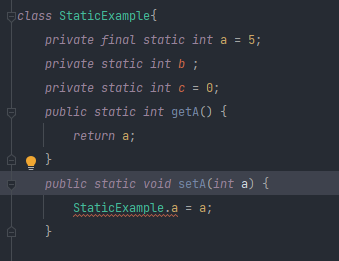 class StaticExample{
private final static int a = 5;
private static int b ;
private static int c = 0;
public static int getA() {
return a;
}
public static void setA(int a) {
StaticExample.a = a;
}